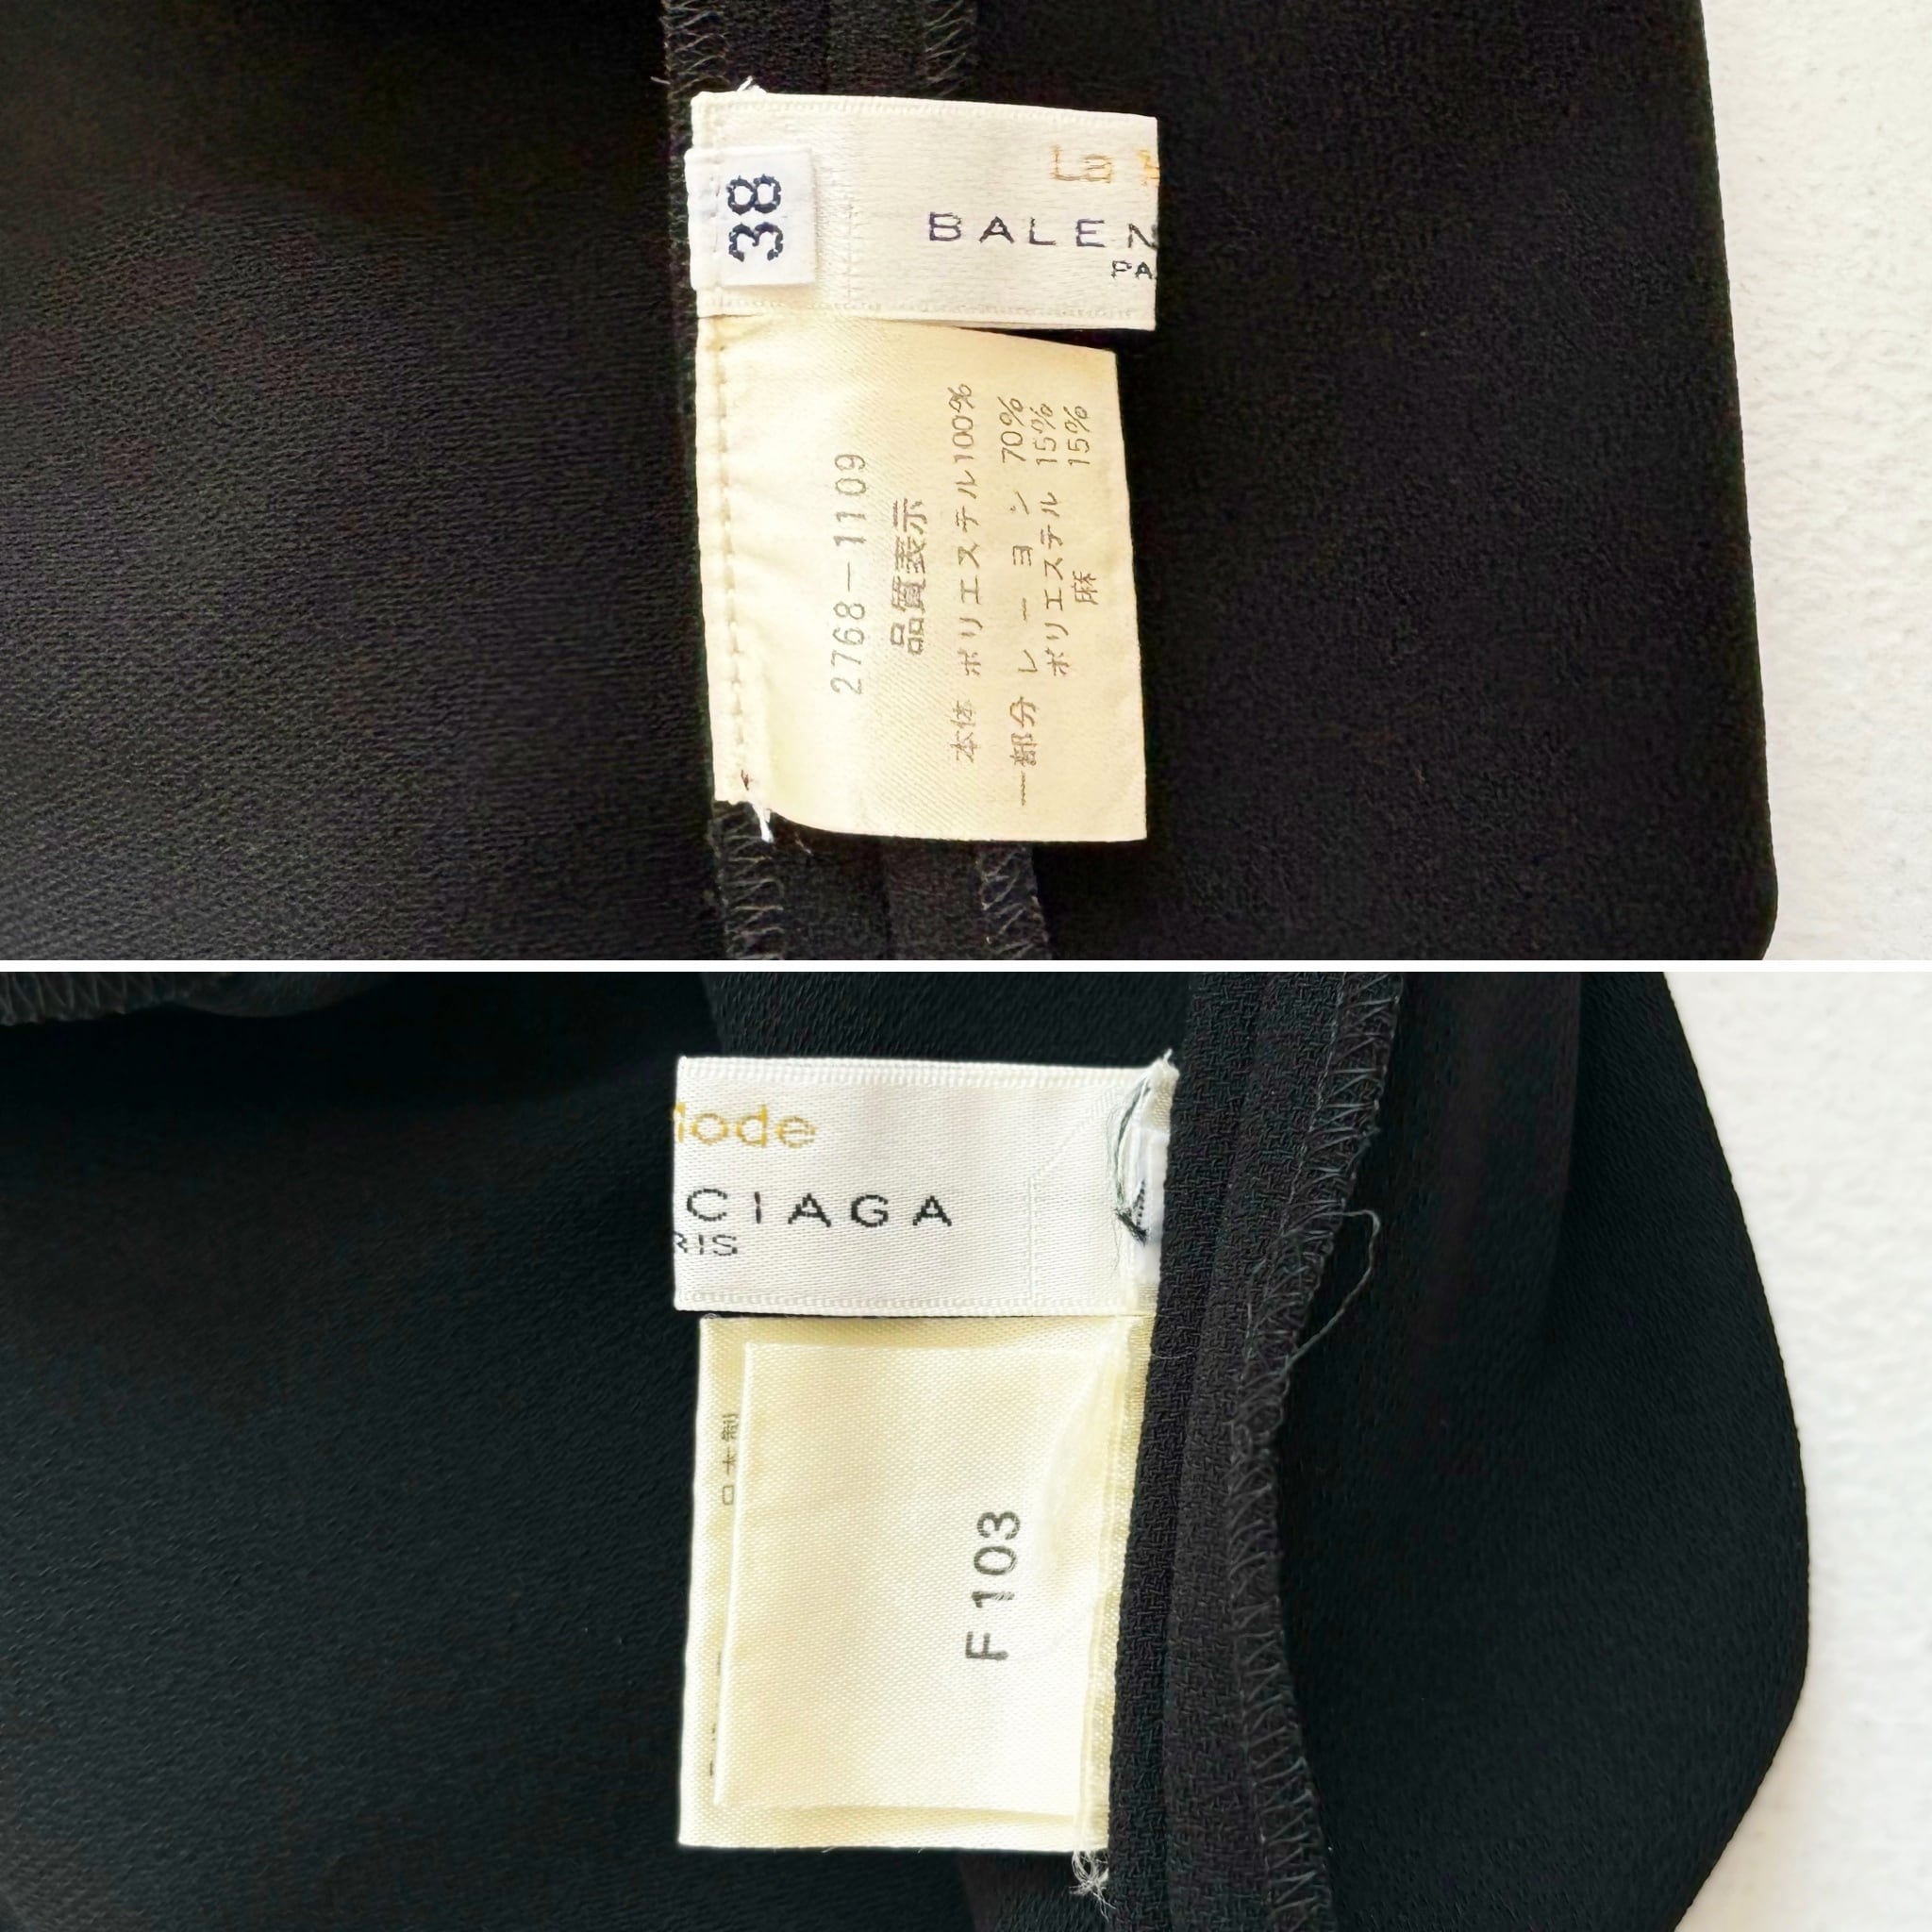 La
BALEN
PA
38
2768-1109
品質表示
本体 ポリエステル100%
一部分 レーヨン 70%
ポリエステル 15%
麻 15%
lode
CIAGA
RIS
日本製
F 103